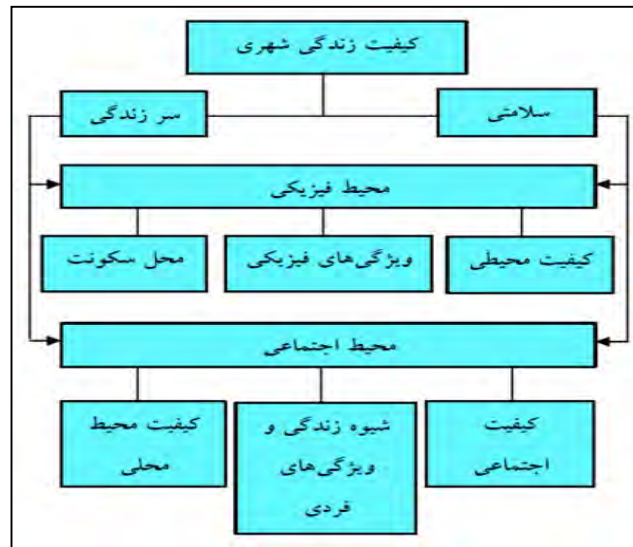 کیفیت زندگی شهری
سلامتی
سر زندگی
محیط فیزیکی
کیفیت محیطی
ویژگی‌های فیزیکی
محل سکونت
محیط اجتماعی
کیفیت
اجتماعی
شیوه زندگی و
ویژگی‌های
فردی
کیفیت محیط
محلی